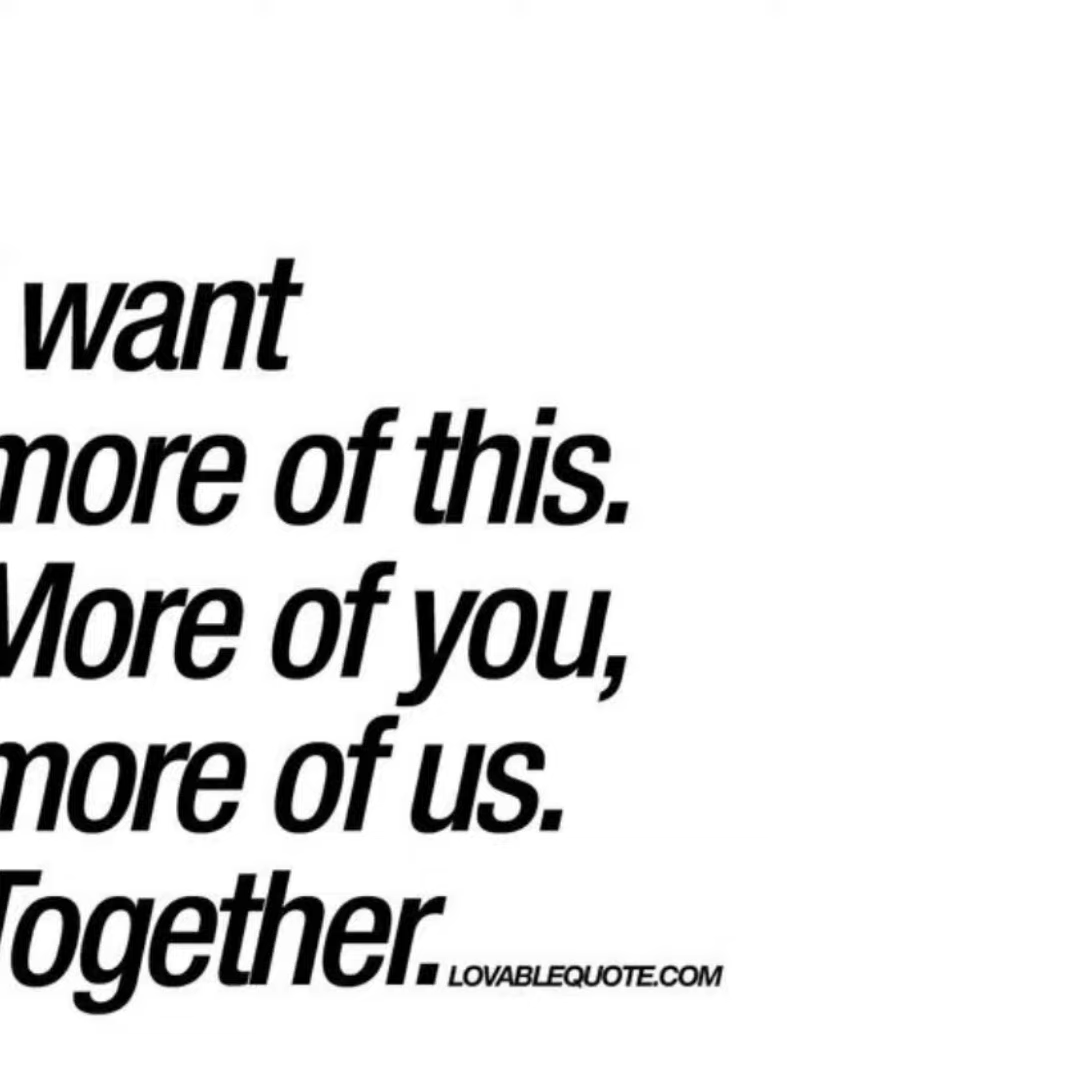 want
more of this.
More of you,
more of us.
Together. LOVABLEQUOTE.COM